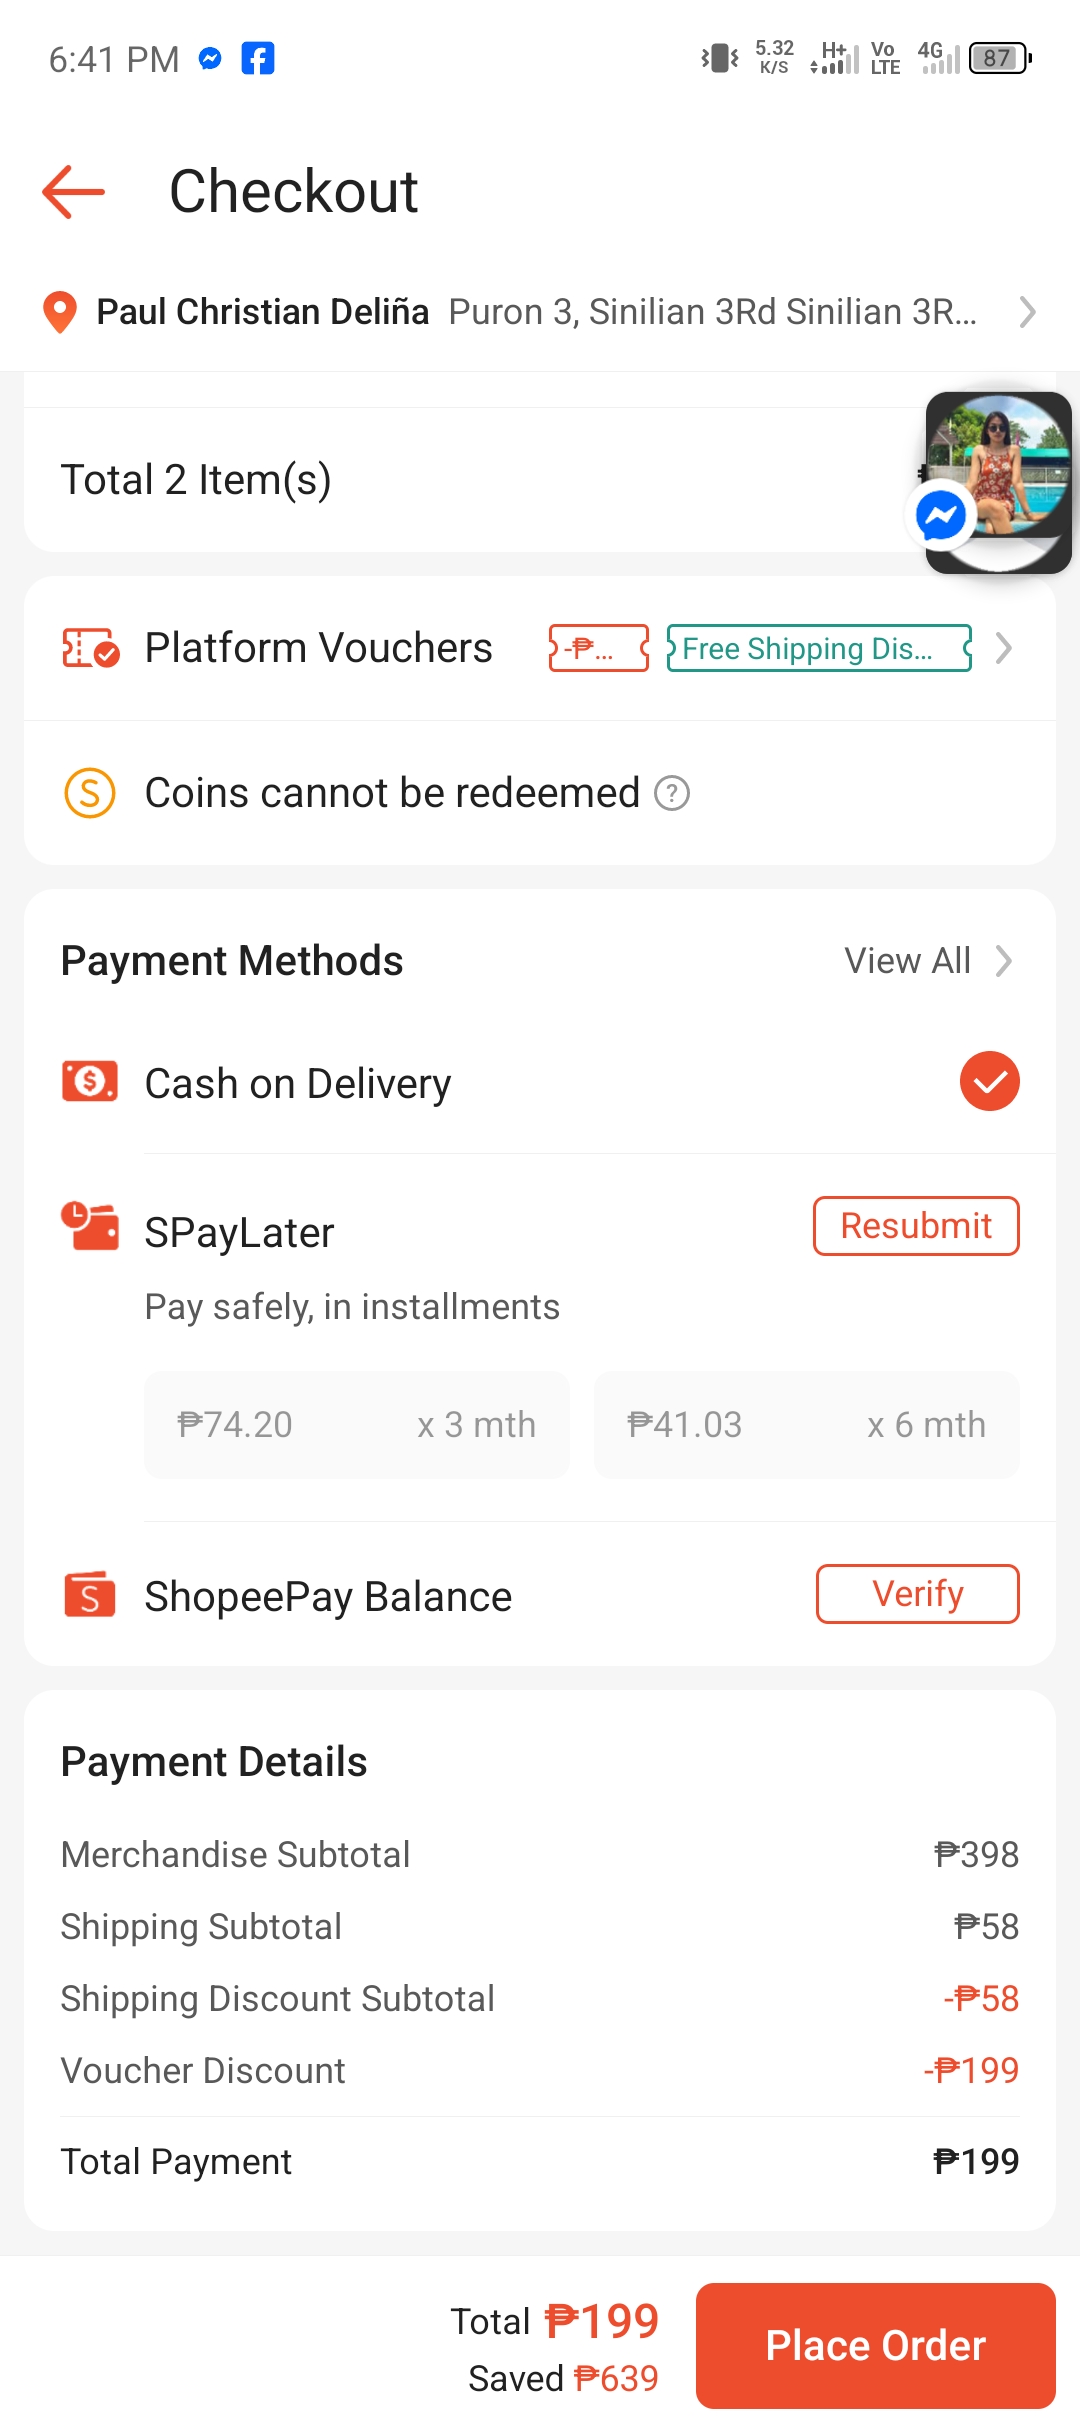 6:41 PM 5.32 K/S H+ Vo LTE 4G 87
Checkout
Paul Christian Deliña Puron 3, Sinilian 3Rd Sinilian 3R...
Total 2 Item(s)
Platform Vouchers -₱... Free Shipping Dis...
Coins cannot be redeemed ?
Payment Methods View All
Cash on Delivery
SPayLater Resubmit
Pay safely, in installments
₱74.20 x 3 mth ₱41.03 x 6 mth
ShopeePay Balance Verify
Payment Details
Merchandise Subtotal ₱398
Shipping Subtotal ₱58
Shipping Discount Subtotal -₱58
Voucher Discount -₱199
Total Payment ₱199
Total ₱199
Saved ₱639
Place Order